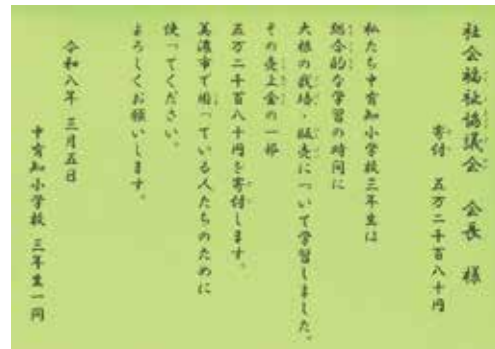 社会福祉協議会 会長 様
寄付 五万二千百八十円
私たち中有知小学校三年生は
総合的な学習の時間に
大根の栽培・販売について学習しました。
その売上金の一部
五万二千百八十円を寄付します。
美濃市で困っている人たちのために
使ってください。
よろしくお願いします。
令和八年 三月五日
中有知小学校 三年生一同